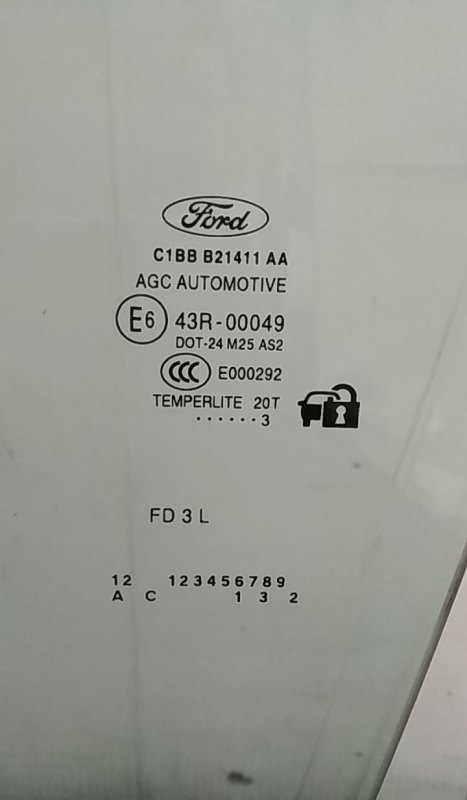 Ford
C1BB B21411 AA
AGC AUTOMOTIVE
E6 43R-00049
DOT-24 M25 AS2
CCC E000292
TEMPERLITE 20T
······3
FD 3 L
12 123456789
A C 1 3 2